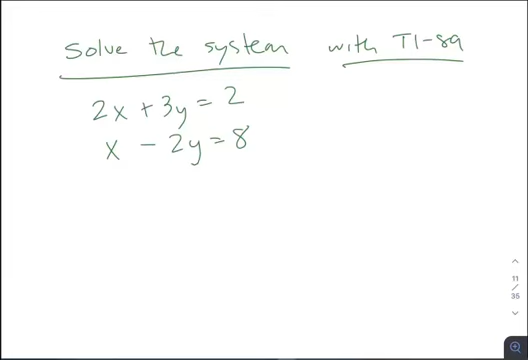 Solve the system with TI-89
2x + 3y = 2
x - 2y = 8
11
/
35